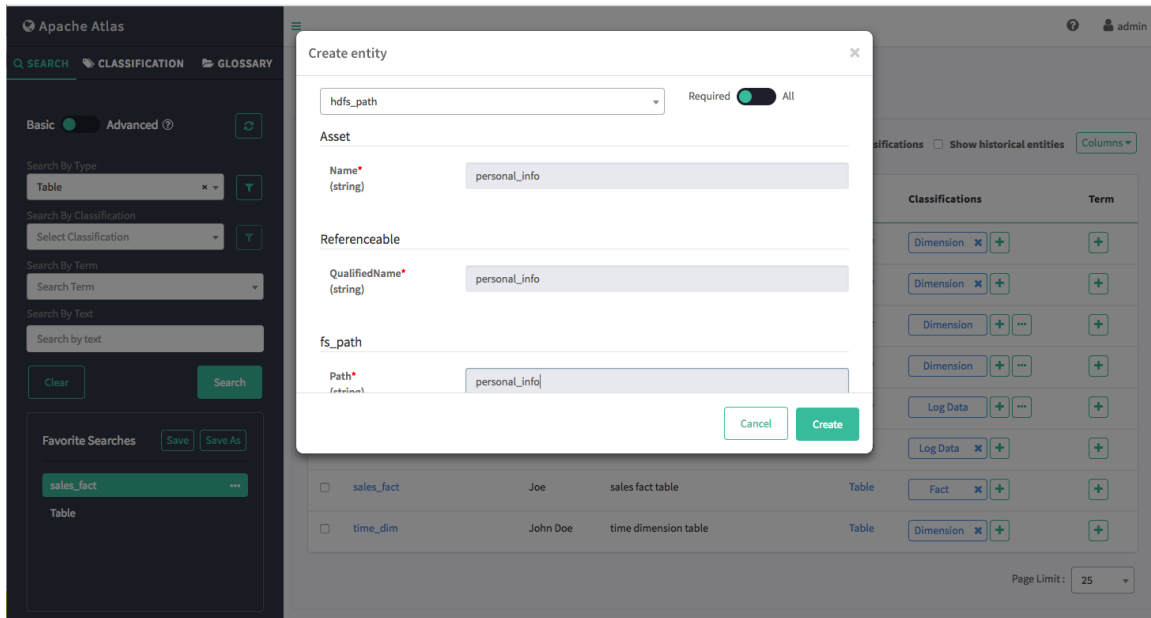 Apache Atlas
admin
SEARCH CLASSIFICATION GLOSSARY
Basic Advanced
Search By Type
Table
Search By Classification
Select Classification
Search By Term
Search Term
Search By Text
Search by text
Clear Search
Favorite Searches Save Save As
sales_fact
Table
Create entity
hdfs_path
Required All
Asset
Name*
(string)
personal_info
Referenceable
QualifiedName*
(string)
personal_info
fs_path
Path*
(string)
personal_info
Cancel Create
sifications Show historical entities Columns
Classifications Term
Dimension
Dimension
Dimension
Dimension
Log Data
Log Data
sales_fact Joe sales fact table Table Fact
time_dim John Doe time dimension table Table Dimension
Page Limit : 25